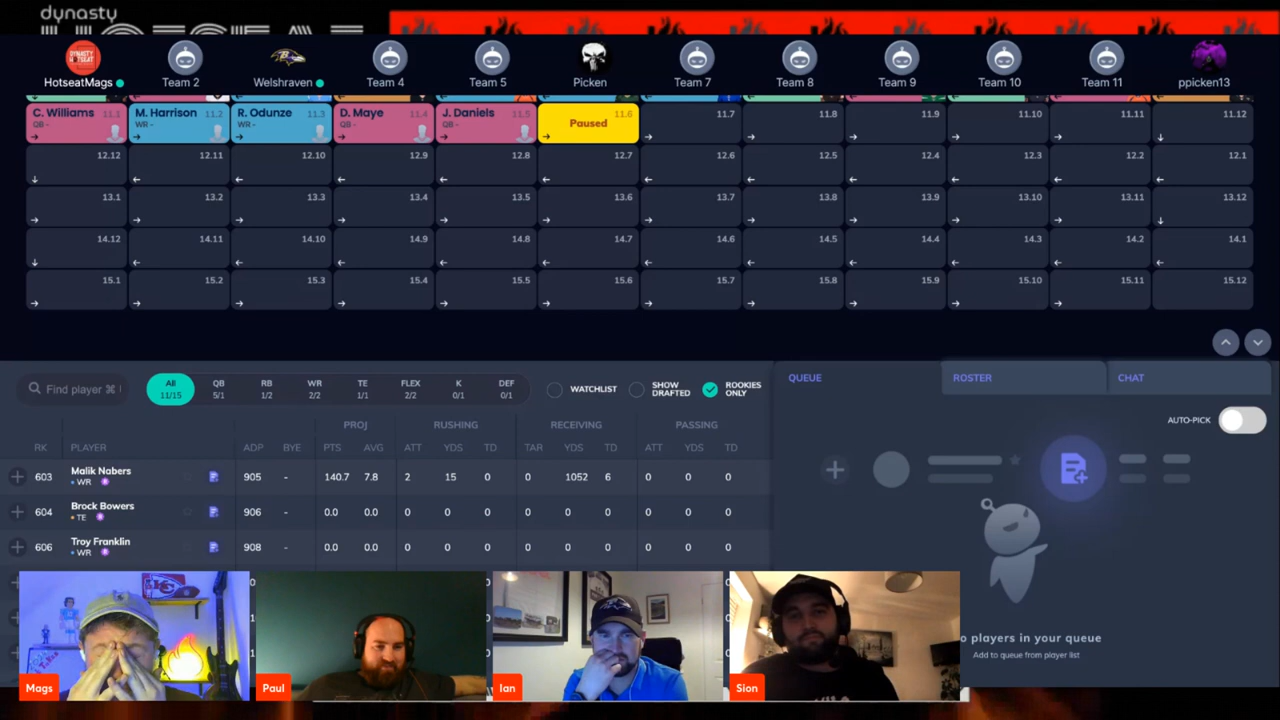 dynasty
HOTSEAT
DYNASTY
HOTSEAT
HotseatMags
Team 2
Welshraven
Team 4
Team 5
Picken
Team 7
Team 8
Team 9
Team 10
Team 11
ppicken13
C. Williams 11.1
QB -
M. Harrison 11.2
WR -
R. Odunze 11.3
WR -
D. Maye 11.4
QB -
J. Daniels 11.5
QB -
11.6
Paused
11.7
11.8
11.9
11.10
11.11
11.12
12.12 12.11 12.10 12.9 12.8 12.7 12.6 12.5 12.4 12.3 12.2 12.1
13.1 13.2 13.3 13.4 13.5 13.6 13.7 13.8 13.9 13.10 13.11 13.12
14.12 14.11 14.10 14.9 14.8 14.7 14.6 14.5 14.4 14.3 14.2 14.1
15.1 15.2 15.3 15.4 15.5 15.6 15.7 15.8 15.9 15.10 15.11 15.12
Find player ⌘
All
11/15
QB
5/1
RB
1/2
WR
2/2
TE
1/1
FLEX
2/2
K
0/1
DEF
0/1
WATCHLIST
SHOW
DRAFTED
ROOKIES
ONLY
QUEUE
ROSTER
CHAT
AUTO-PICK
PROJ RUSHING RECEIVING PASSING
RK PLAYER ADP BYE PTS AVG ATT YDS TD TAR YDS TD ATT YDS TD
603 Malik Nabers 905 - 140.7 7.8 2 15 0 0 1052 6 0 0 0
WR
604 Brock Bowers 906 - 0.0 0.0 0 0 0 0 0 0 0 0 0
TE
606 Troy Franklin 908 - 0.0 0.0 0 0 0 0 0 0 0 0 0
WR
o players in your queue
Add to queue from player list
Mags
Paul
Ian
Sion